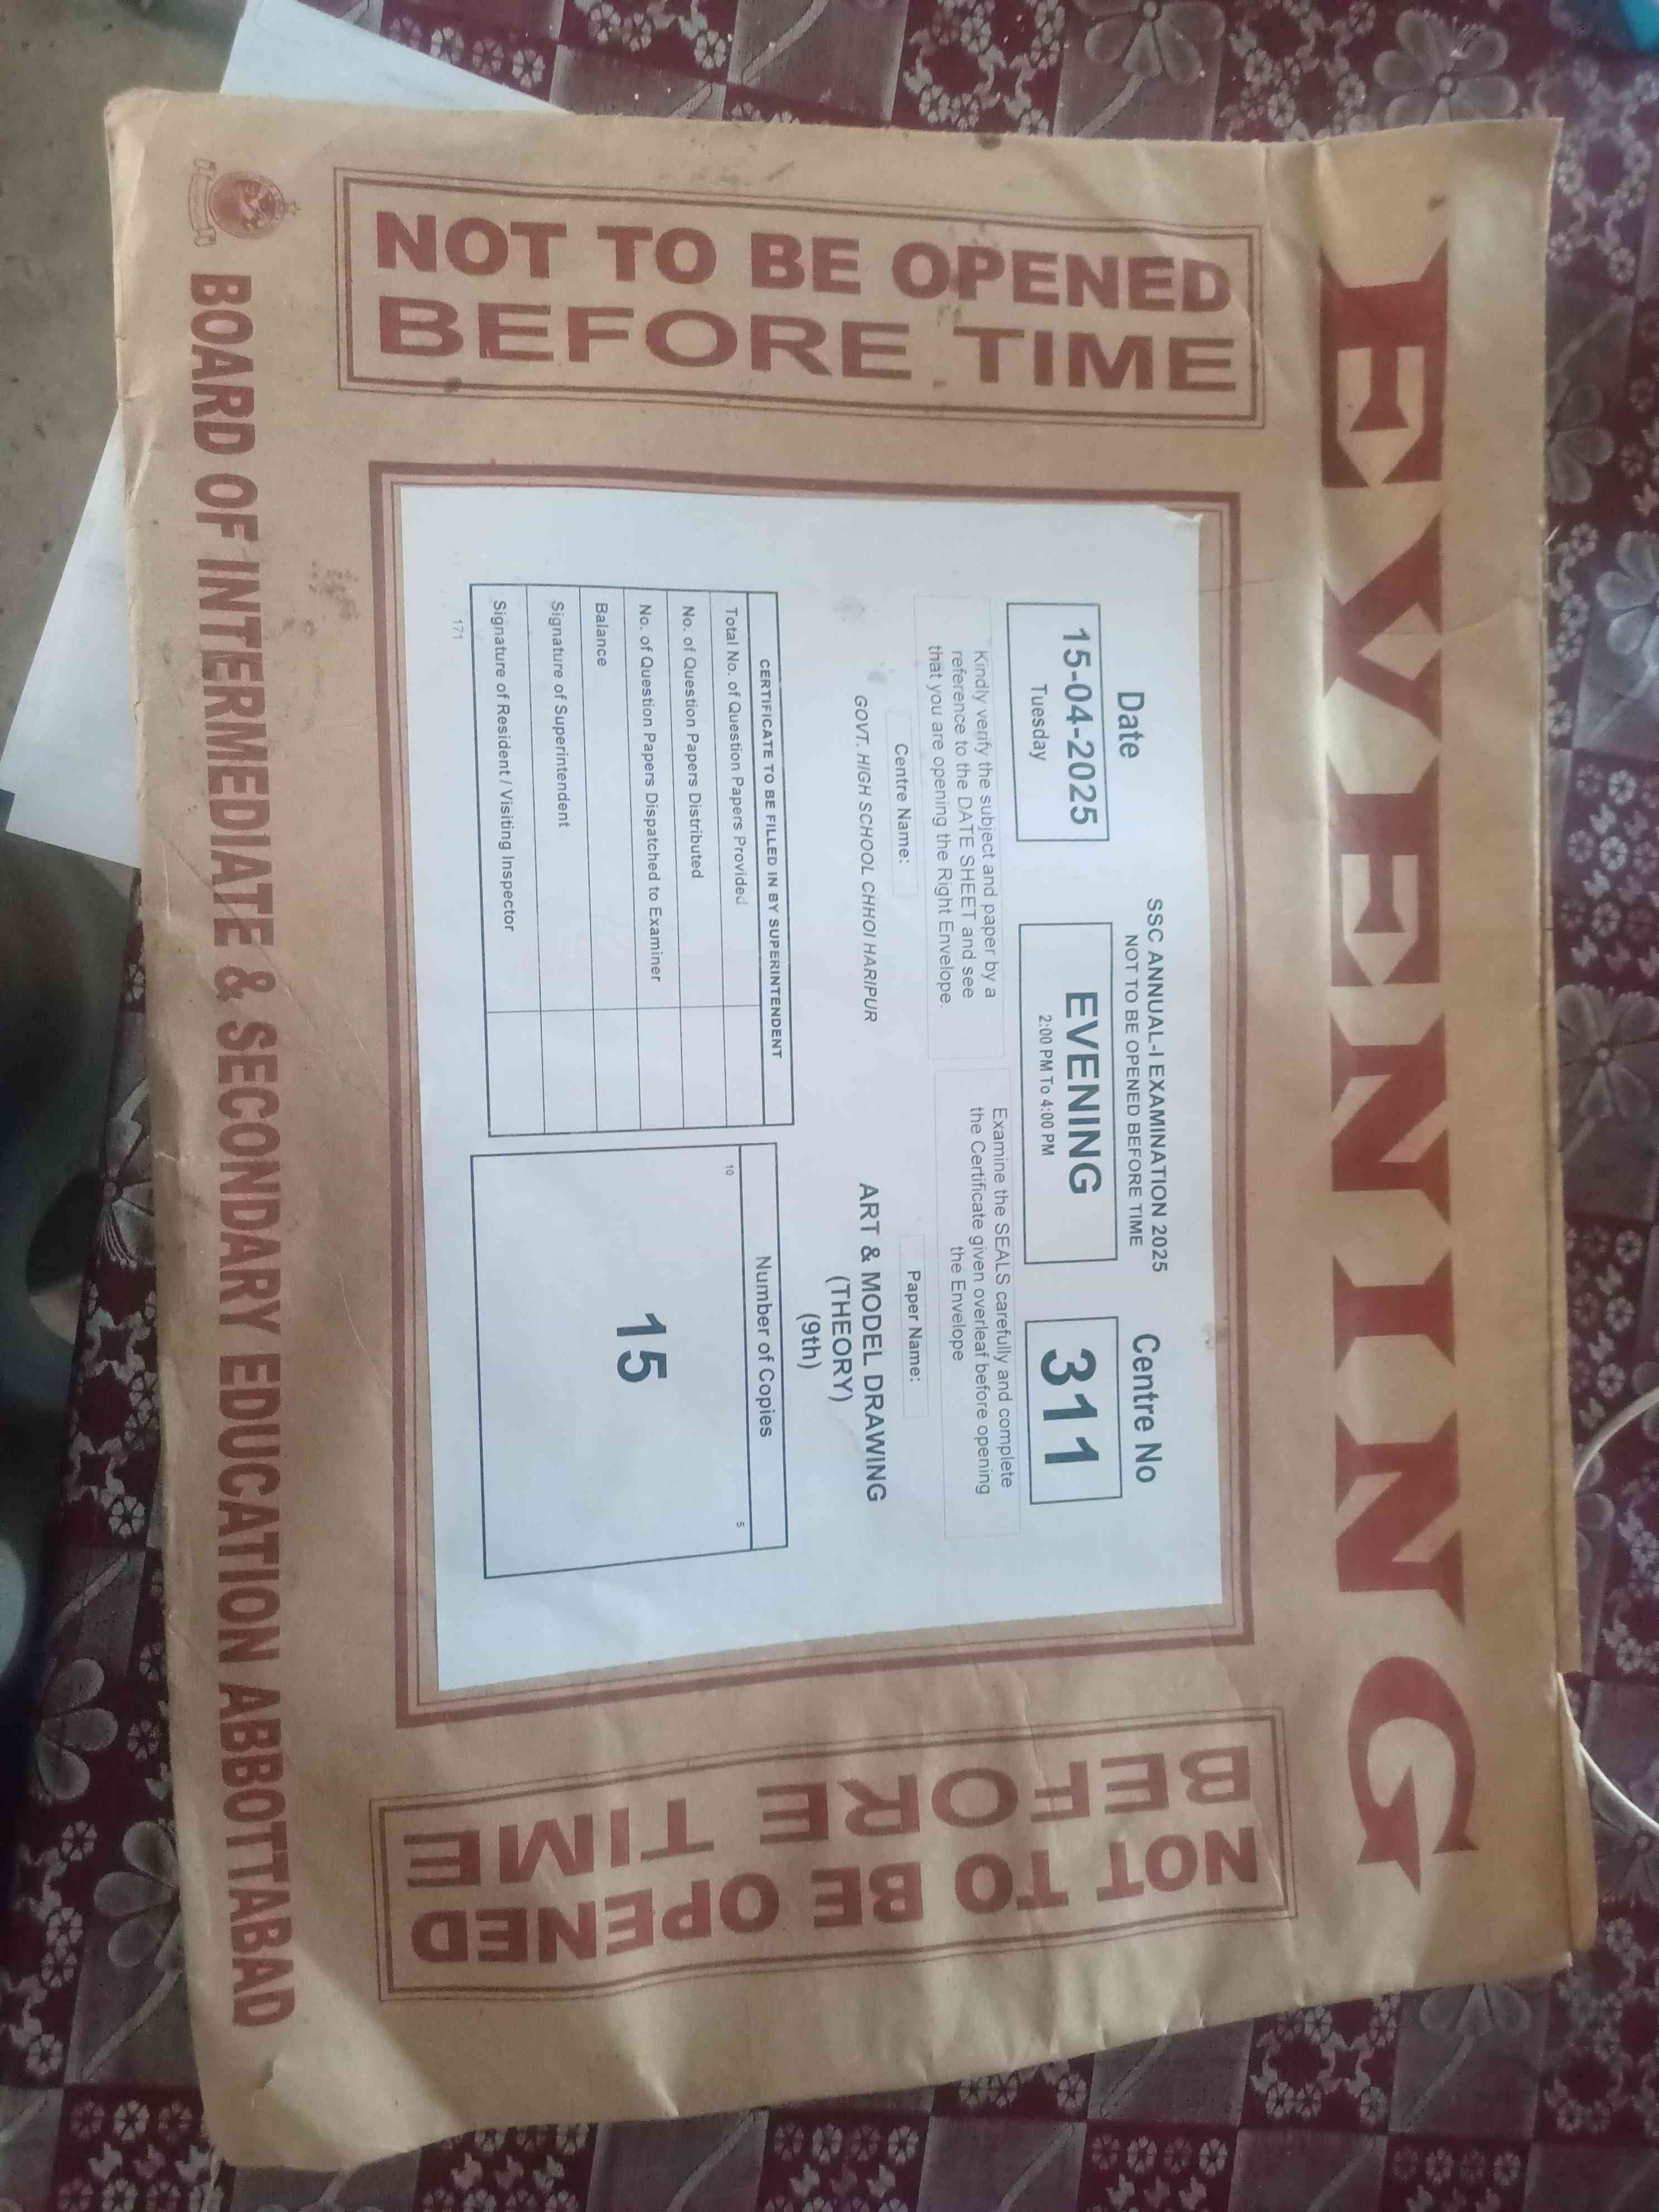 EVENING
NOT TO BE OPENED
BEFORE TIME
SSC ANNUAL-I EXAMINATION 2025
NOT TO BE OPENED BEFORE TIME
Date
15-04-2025
Tuesday
EVENING
2:00 PM To 4:00 PM
Centre No
311
Kindly verify the subject and paper by a
reference to the DATE SHEET and see
that you are opening the Right Envelope.
Examine the SEALS carefully and complete
the Certificate given overleaf before opening
the Envelope
Centre Name:
GOVT. HIGH SCHOOL CHHOI HARIPUR
Paper Name:
ART & MODEL DRAWING
(THEORY)
(9th)
CERTIFICATE TO BE FILLED IN BY SUPERINTENDENT
Total No. of Question Papers Provided
No. of Question Papers Distributed
No. of Question Papers Dispatched to Examiner
Balance
Signature of Superintendent
Signature of Resident / Visiting Inspector
171
Number of Copies
10
5
15
NOT TO BE OPENED
BEFORE TIME
BOARD OF INTERMEDIATE & SECONDARY EDUCATION ABBOTTABAD